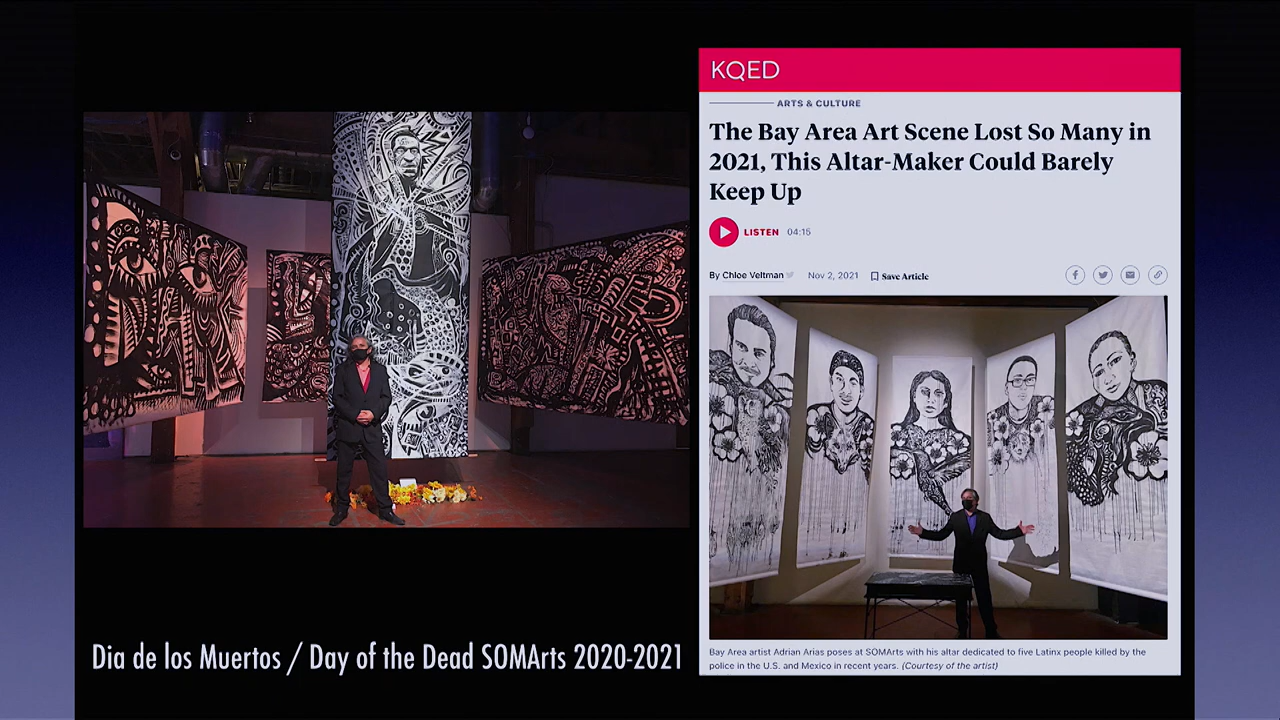 KQED
ARTS & CULTURE
The Bay Area Art Scene Lost So Many in
2021, This Altar-Maker Could Barely
Keep Up
LISTEN 04:15
By Chloe Veltman Nov 2, 2021 Save Article
Bay Area artist Adrian Arias poses at SOMArts with his altar dedicated to five Latinx people killed by the
police in the U.S. and Mexico in recent years. (Courtesy of the artist)
Dia de los Muertos / Day of the Dead SOMArts 2020-2021